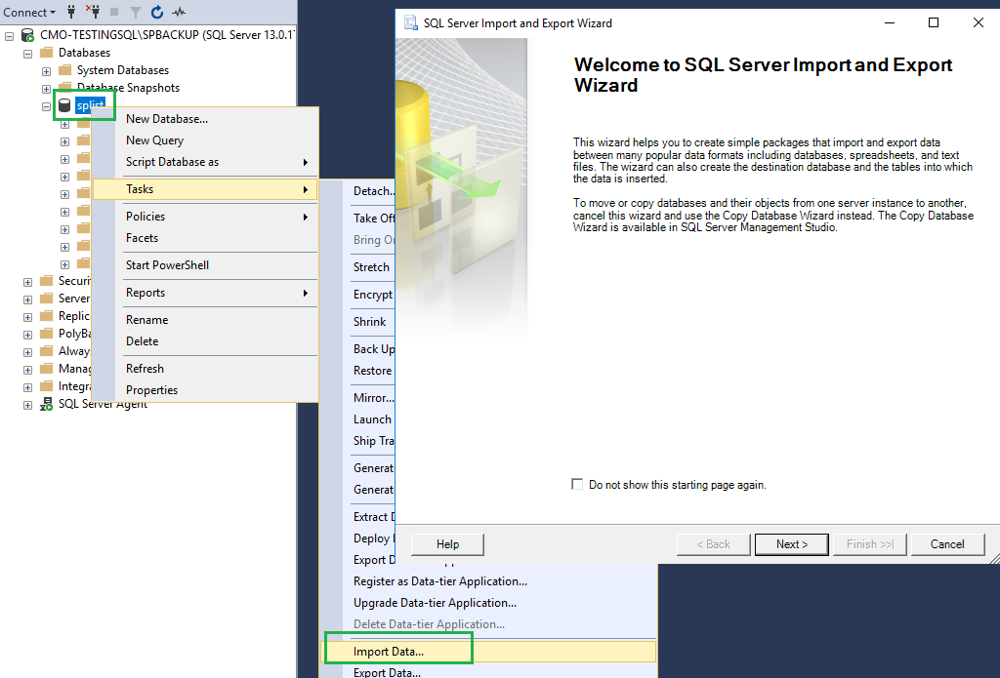 Connect
CMO-TESTINGSQL\SPBACKUP (SQL Server 13.0.1
Databases
System Databases
Database Snapshots
splist
Securi
Server
Replic
PolyBa
Alway
Manag
Integra
SQL Server Agent
New Database...
New Query
Script Database as
Tasks
Policies
Facets
Start PowerShell
Reports
Rename
Delete
Refresh
Properties
Detach..
Take Off
Bring On
Stretch
Encrypt
Shrink
Back Up
Restore
Mirror...
Launch
Ship Tra
Generat
Generat
Extract D
Deploy
Export D
Register as Data-tier Application...
Upgrade Data-tier Application...
Delete Data-tier Application...
Import Data...
Export Data...
SQL Server Import and Export Wizard
Welcome to SQL Server Import and Export
Wizard
This wizard helps you to create simple packages that import and export data
between many popular data formats including databases, spreadsheets, and text
files. The wizard can also create the destination database and the tables into which
the data is inserted.
To move or copy databases and their objects from one server instance to another,
cancel this wizard and use the Copy Database Wizard instead. The Copy Database
Wizard is available in SQL Server Management Studio.
Do not show this starting page again.
Help
< Back
Next >
Finish >>|
Cancel